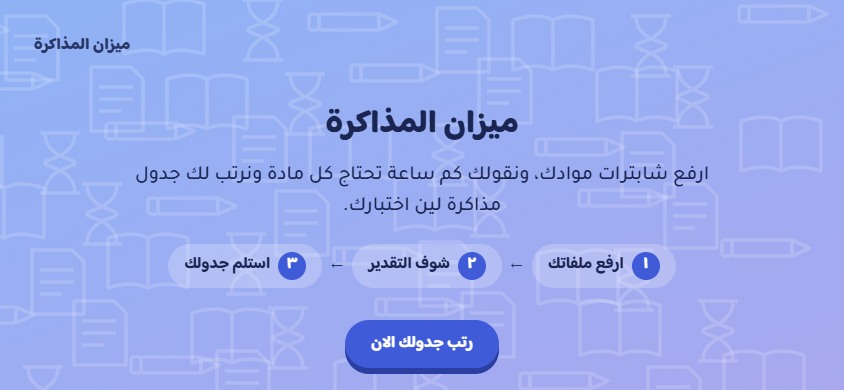 ميزان المذاكرة
ميزان المذاكرة
ارفع شابترات موادك، ونقولك كم ساعة تحتاج كل مادة ونرتب لك جدول
مذاكرة لين اختبارك.
١ ارفع ملفاتك ← ٢ شوف التقدير ← ٣ استلم جدولك
رتب جدولك الان